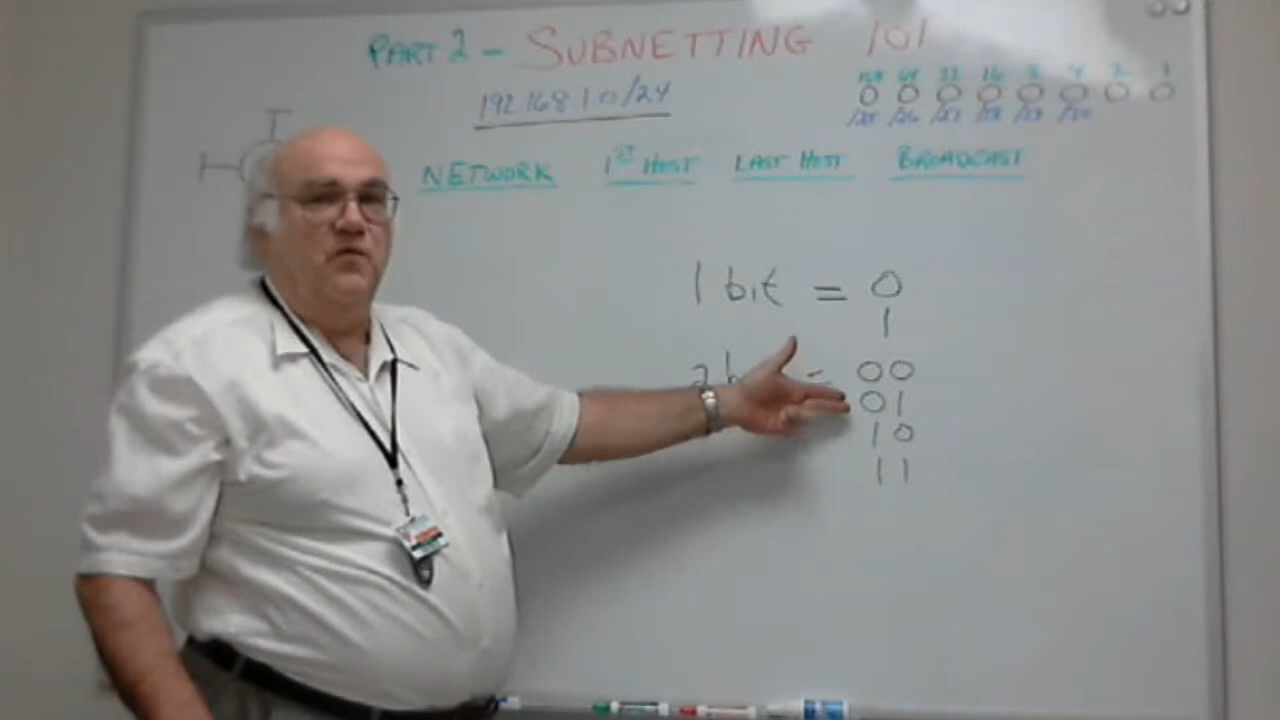 PART 2 - SUBNETTING 101
192.168.1.0/24
128 64 32 16 8 4 2 1
0 0 0 0 0 0 0 0
/25 /26 /27 /28 /29 /30
NETWORK 1ST HOST LAST HOST BROADCAST
1 bit = 0
1
2 = 00
01
10
11